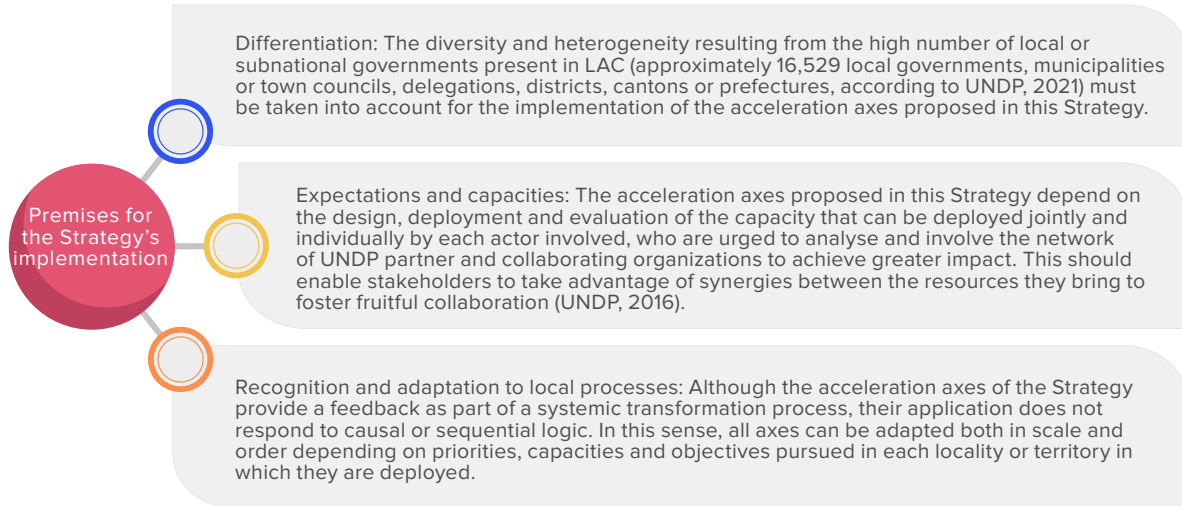 Premises for
the Strategy's
implementation
Differentiation: The diversity and heterogeneity resulting from the high number of local or
subnational governments present in LAC (approximately 16,529 local governments, municipalities
or town councils, delegations, districts, cantons or prefectures, according to UNDP, 2021) must
be taken into account for the implementation of the acceleration axes proposed in this Strategy.
Expectations and capacities: The acceleration axes proposed in this Strategy depend on
the design, deployment and evaluation of the capacity that can be deployed jointly and
individually by each actor involved, who are urged to analyse and involve the network
of UNDP partner and collaborating organizations to achieve greater impact. This should
enable stakeholders to take advantage of synergies between the resources they bring to
foster fruitful collaboration (UNDP, 2016).
Recognition and adaptation to local processes: Although the acceleration axes of the Strategy
provide a feedback as part of a systemic transformation process, their application does not
respond to causal or sequential logic. In this sense, all axes can be adapted both in scale and
order depending on priorities, capacities and objectives pursued in each locality or territory in
which they are deployed.